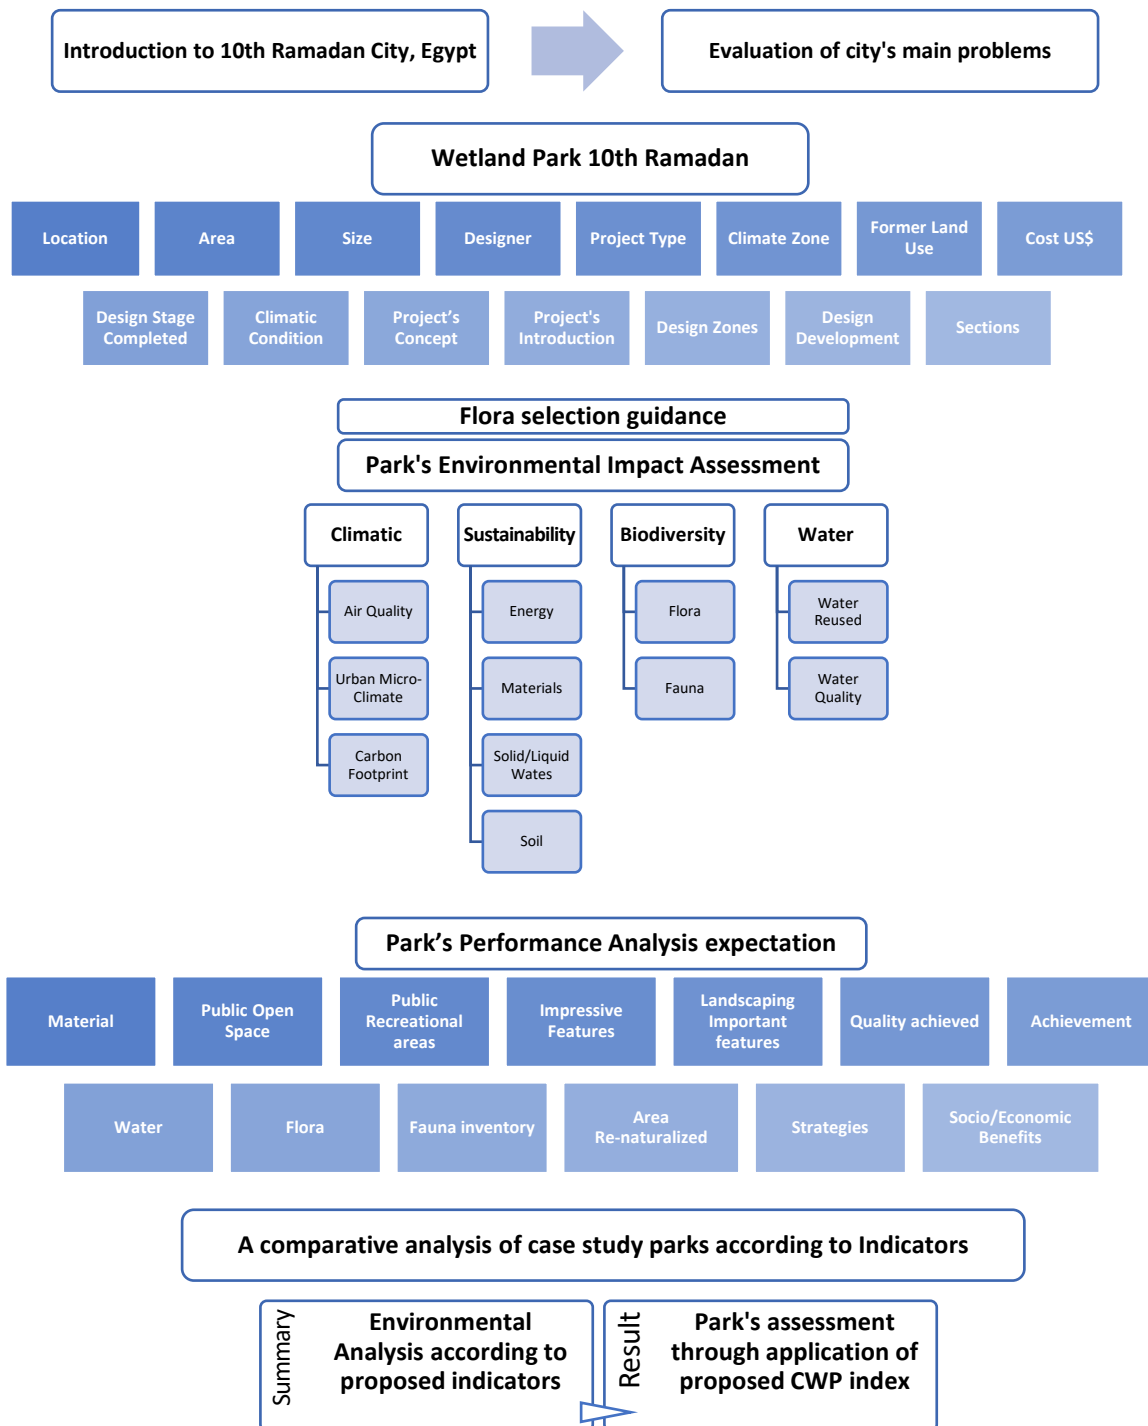 Introduction to 10th Ramadan City, Egypt
Evaluation of city's main problems
Wetland Park 10th Ramadan
Location
Area
Size
Designer
Project Type
Climate Zone
Former Land
Use
Cost US$
Design Stage
Completed
Climatic
Condition
Project’s
Concept
Project's
Introduction
Design Zones
Design
Development
Sections
Flora selection guidance
Park's Environmental Impact Assessment
Climatic
Air Quality
Urban Micro-
Climate
Carbon
Footprint
Sustainability
Energy
Materials
Solid/Liquid
Wates
Soil
Biodiversity
Flora
Fauna
Water
Water
Reused
Water
Quality
Park’s Performance Analysis expectation
Material
Public Open
Space
Public
Recreational
areas
Impressive
Features
Landscaping
Important
features
Quality achieved
Achievement
Water
Flora
Fauna inventory
Area
Re-naturalized
Strategies
Socio/Economic
Benefits
A comparative analysis of case study parks according to Indicators
Summary
Environmental
Analysis according to
proposed indicators
Result
Park's assessment
through application of
proposed CWP index